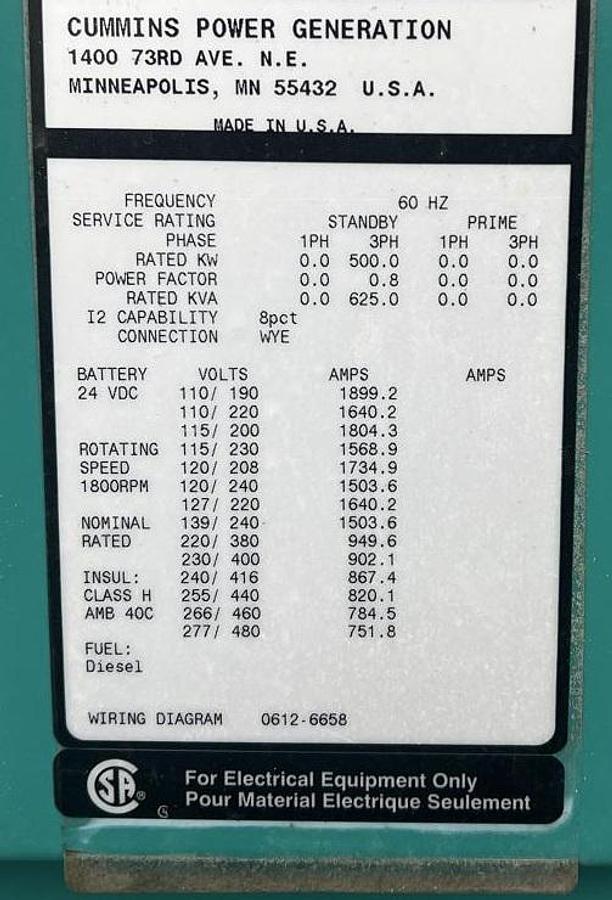 CUMMINS POWER GENERATION
1400 73RD AVE. N.E.
MINNEAPOLIS, MN 55432 U.S.A.
MADE IN U.S.A.
FREQUENCY 60 HZ
SERVICE RATING STANDBY PRIME
PHASE 1PH 3PH 1PH 3PH
RATED KW 0.0 500.0 0.0 0.0
POWER FACTOR 0.0 0.8 0.0 0.0
RATED KVA 0.0 625.0 0.0 0.0
I2 CAPABILITY 8pct
CONNECTION WYE
BATTERY VOLTS AMPS AMPS
24 VDC 110/ 190 1899.2
110/ 220 1640.2
115/ 200 1804.3
ROTATING 115/ 230 1568.9
SPEED 120/ 208 1734.9
1800RPM 120/ 240 1503.6
127/ 220 1640.2
NOMINAL 139/ 240 1503.6
RATED 220/ 380 949.6
230/ 400 902.1
INSUL: 240/ 416 867.4
CLASS H 255/ 440 820.1
AMB 40C 266/ 460 784.5
277/ 480 751.8
FUEL:
Diesel
WIRING DIAGRAM 0612-6658
SA ® For Electrical Equipment Only
Pour Material Electrique Seulement